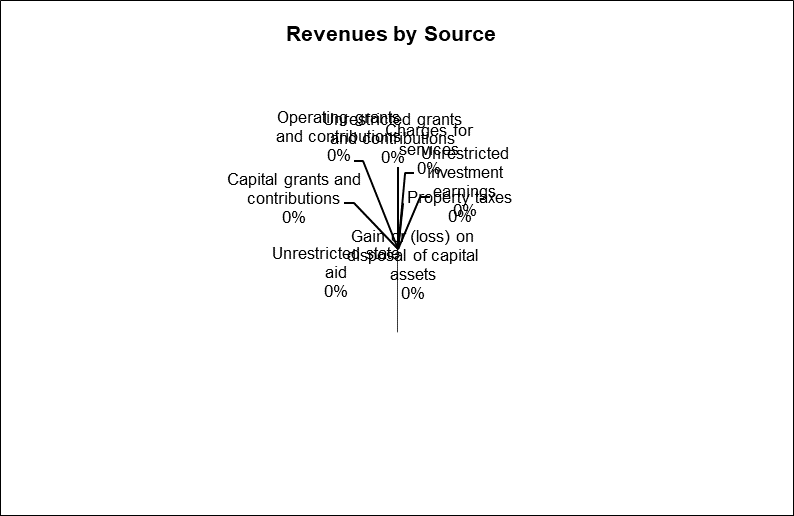 Revenues by Source
Operating grants
and contributions
0%
Unrestricted grants
and contributions
0%
Charges for
services
0%
Unrestricted
investment
earnings
0%
Property taxes
0%
Capital grants and
contributions
0%
Gain or (loss) on
disposal of capital
assets
0%
Unrestricted state
aid
0%